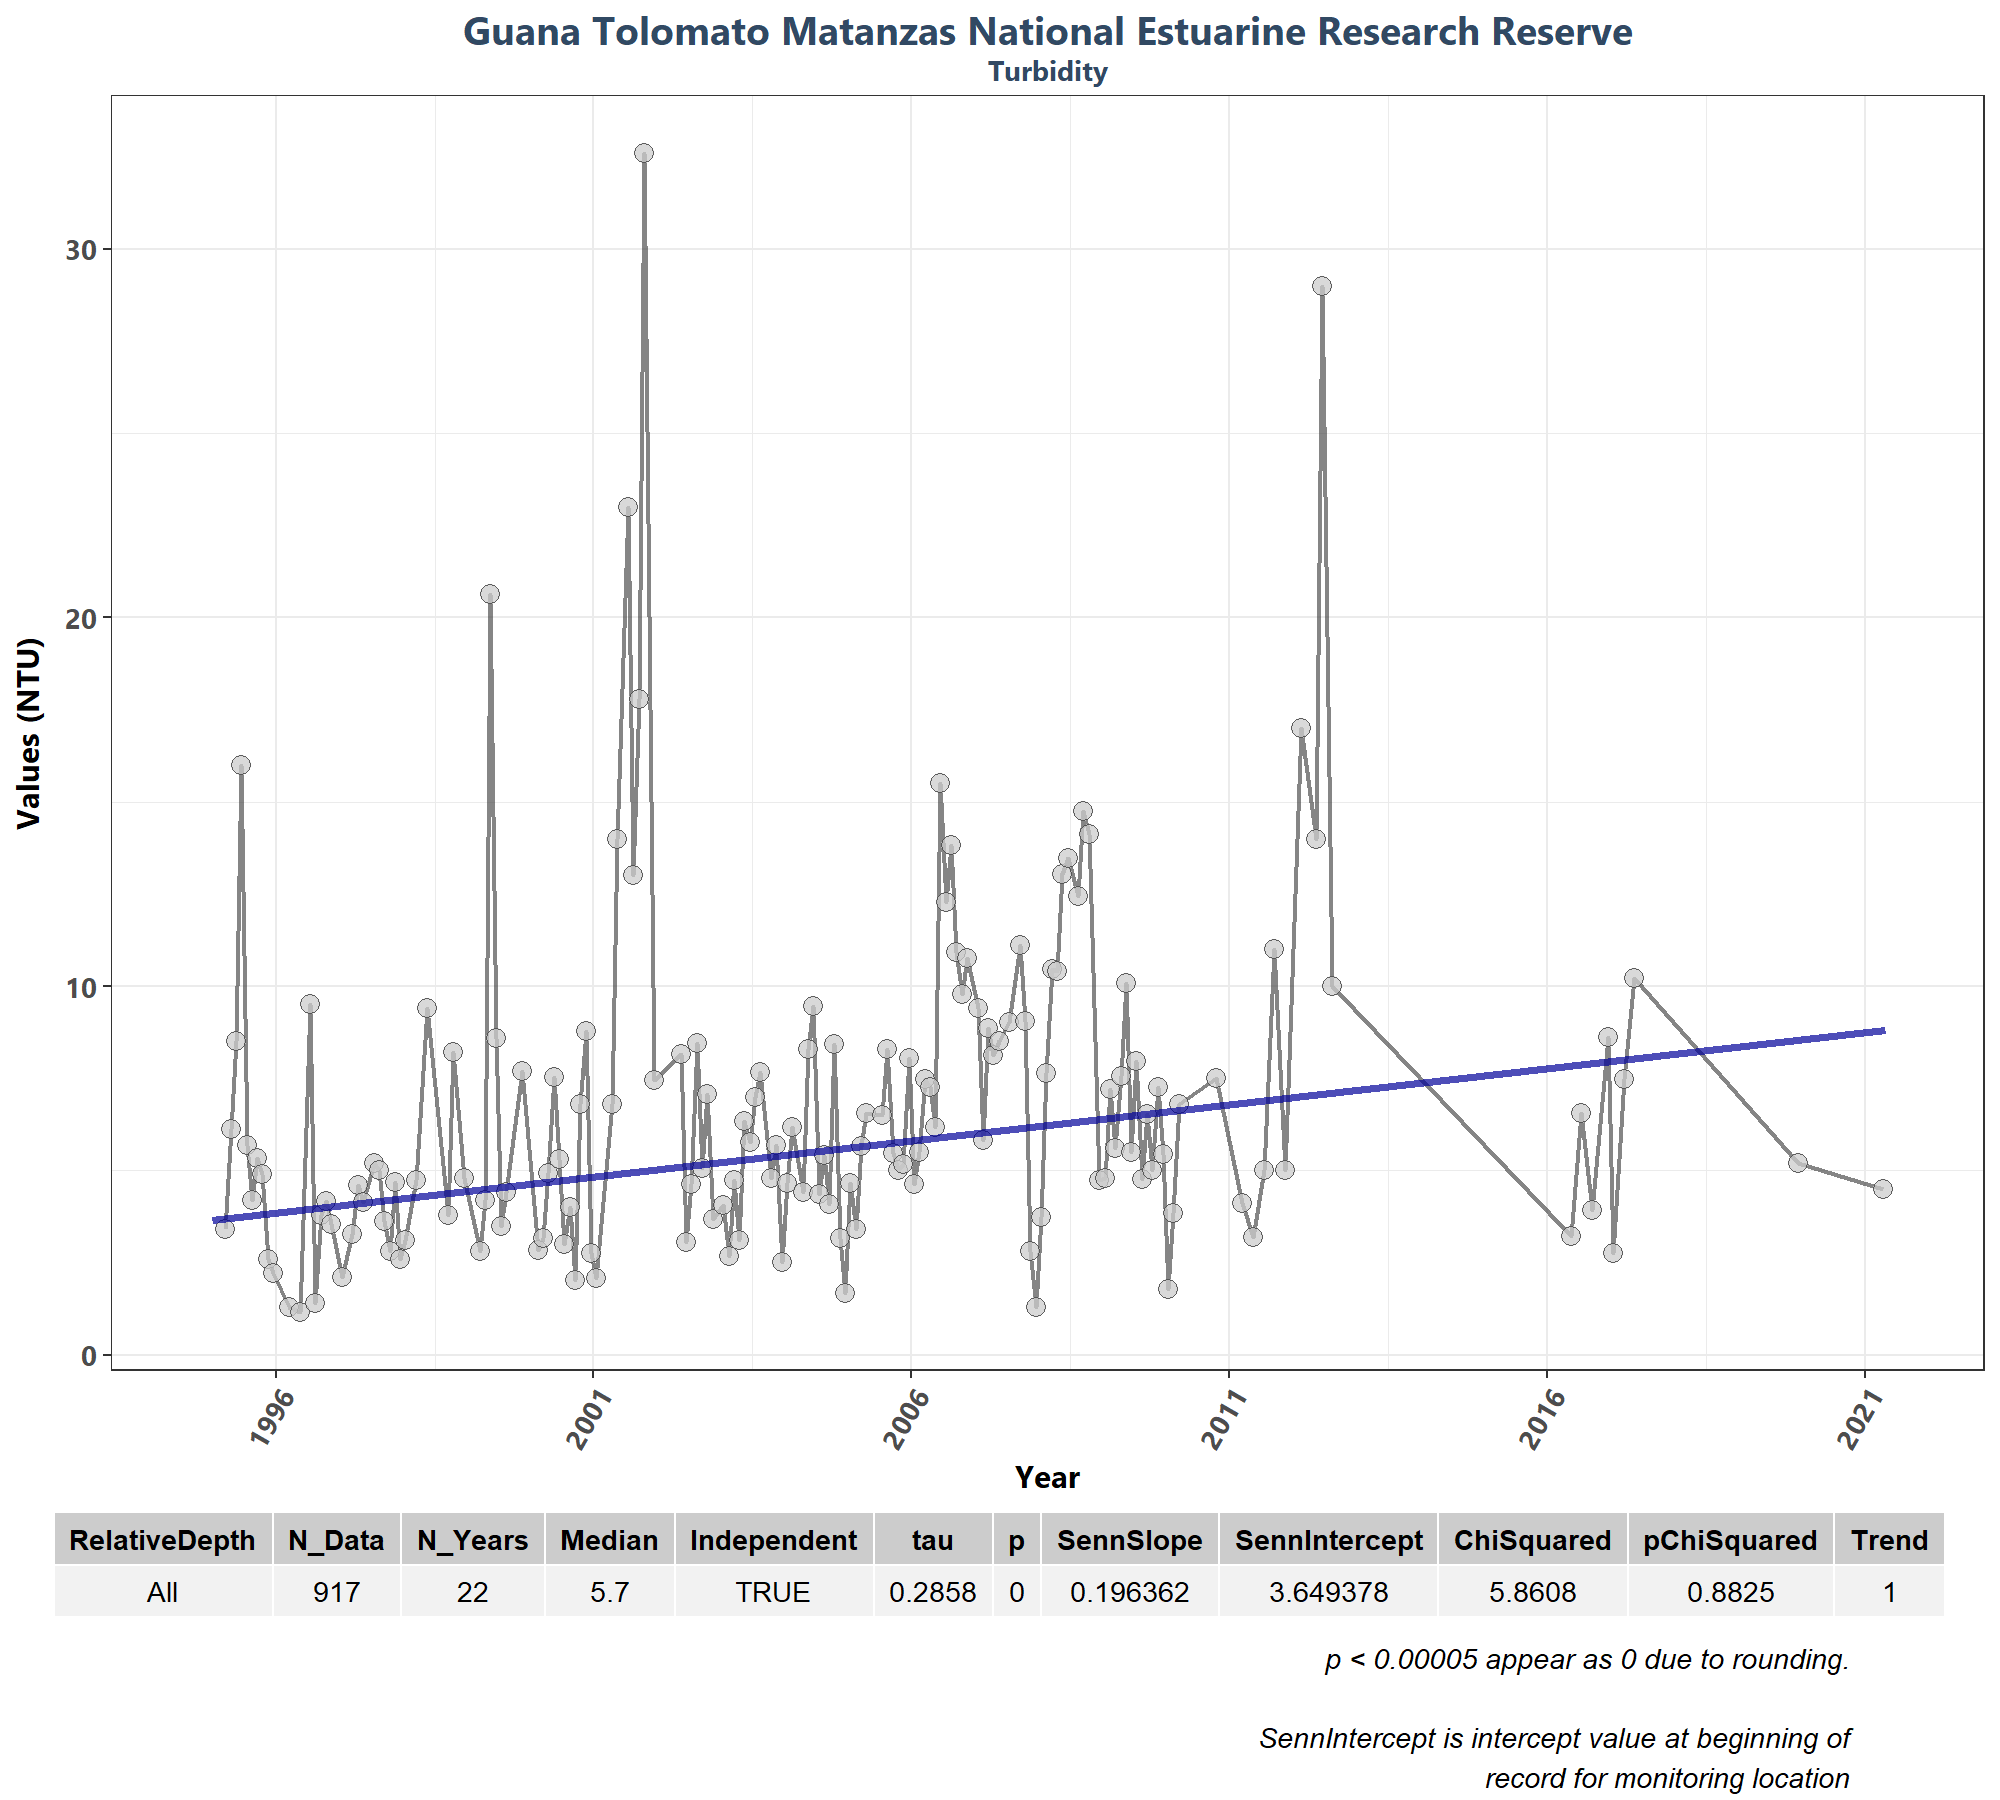 Guana Tolomato Matanzas National Estuarine Research Reserve
Turbidity
Values (NTU)
30
20
10
0
1996
2001
2006
2011
2016
2021
Year
RelativeDepth N_Data N_Years Median Independent tau p SennSlope SennIntercept ChiSquared pChiSquared Trend
All 917 22 5.7 TRUE 0.2858 0 0.196362 3.649378 5.8608 0.8825 1
p < 0.00005 appear as 0 due to rounding.
SennIntercept is intercept value at beginning of
record for monitoring location